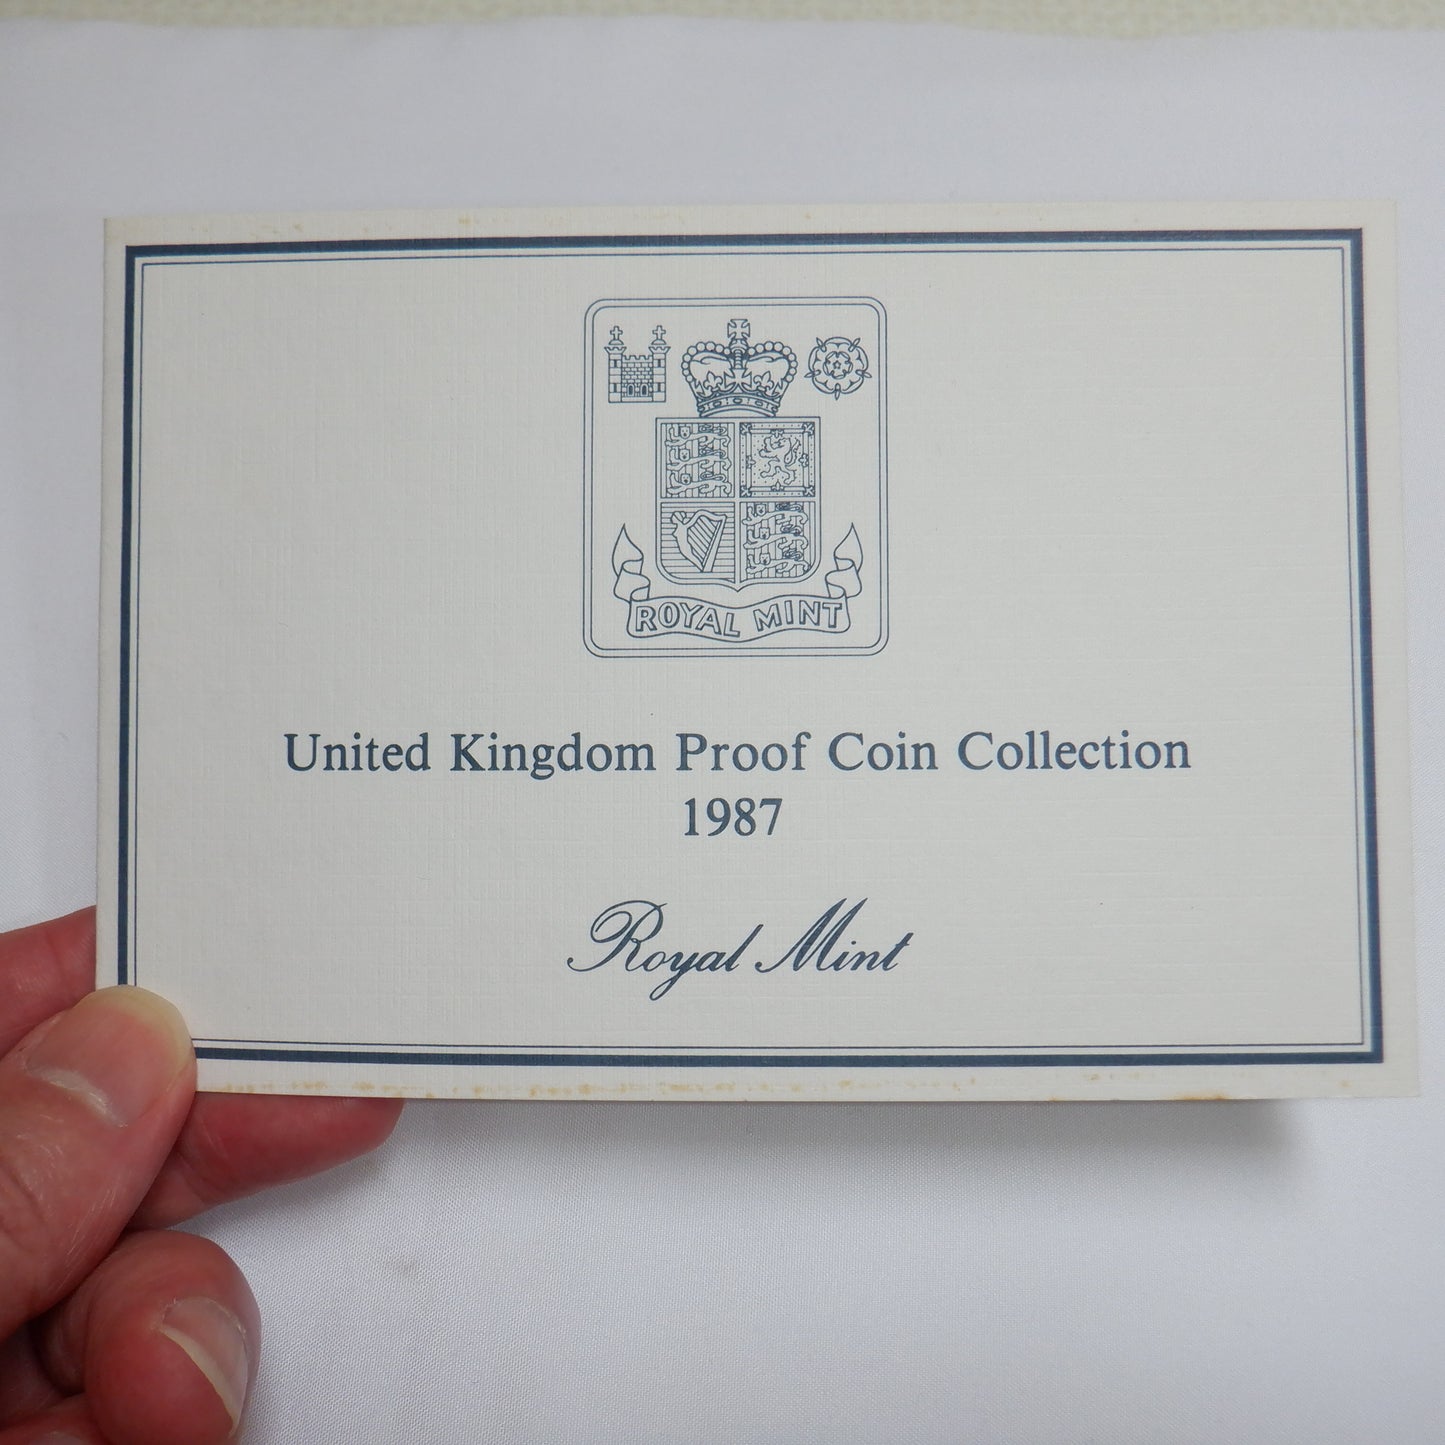 ROYAL MINT
United Kingdom Proof Coin Collection
1987
Royal Mint